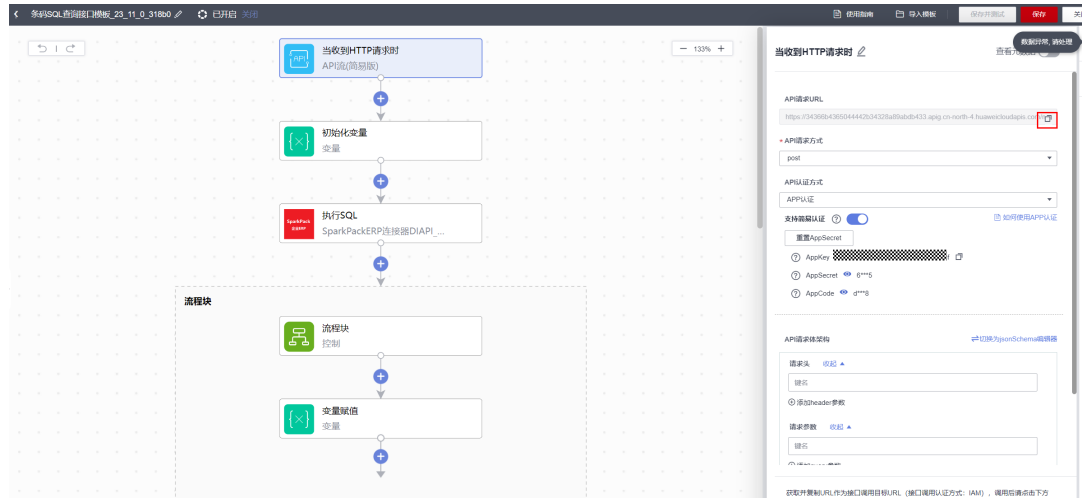 条码SQL查询接口模板_23_11_0_318b0 已开启 关闭 使用指南 导入模板 保存并测试 保存
133%
数据异常, 请处理
当收到HTTP请求时
API
API流(简易版)
初始化变量
变量
SparkPack
执行SQL
SparkPackERP连接器DIAPI_...
流程块
流程块
控制
变量赋值
变量
当收到HTTP请求时
API请求URL
* API请求方式
post
API认证方式
APP认证
支持简易认证 如何使用APP认证
重置AppSecret
AppKey
AppSecret 6***5
AppCode d***8
API请求体架构 切换为jsonSchema编辑器
请求头 收起
键名
添加header参数
请求参数 收起
键名
获取并复制URL作为接口调用目标URL（接口调用认证方式：IAM），调用后请点击下方